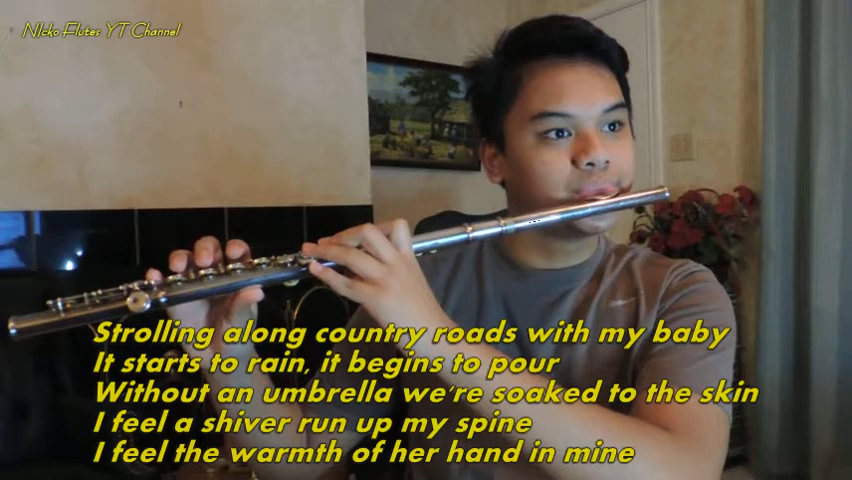 NIcko Flutes YT Channel
Strolling along country roads with my baby
It starts to rain, it begins to pour
Without an umbrella we're soaked to the skin
I feel a shiver run up my spine
I feel the warmth of her hand in mine